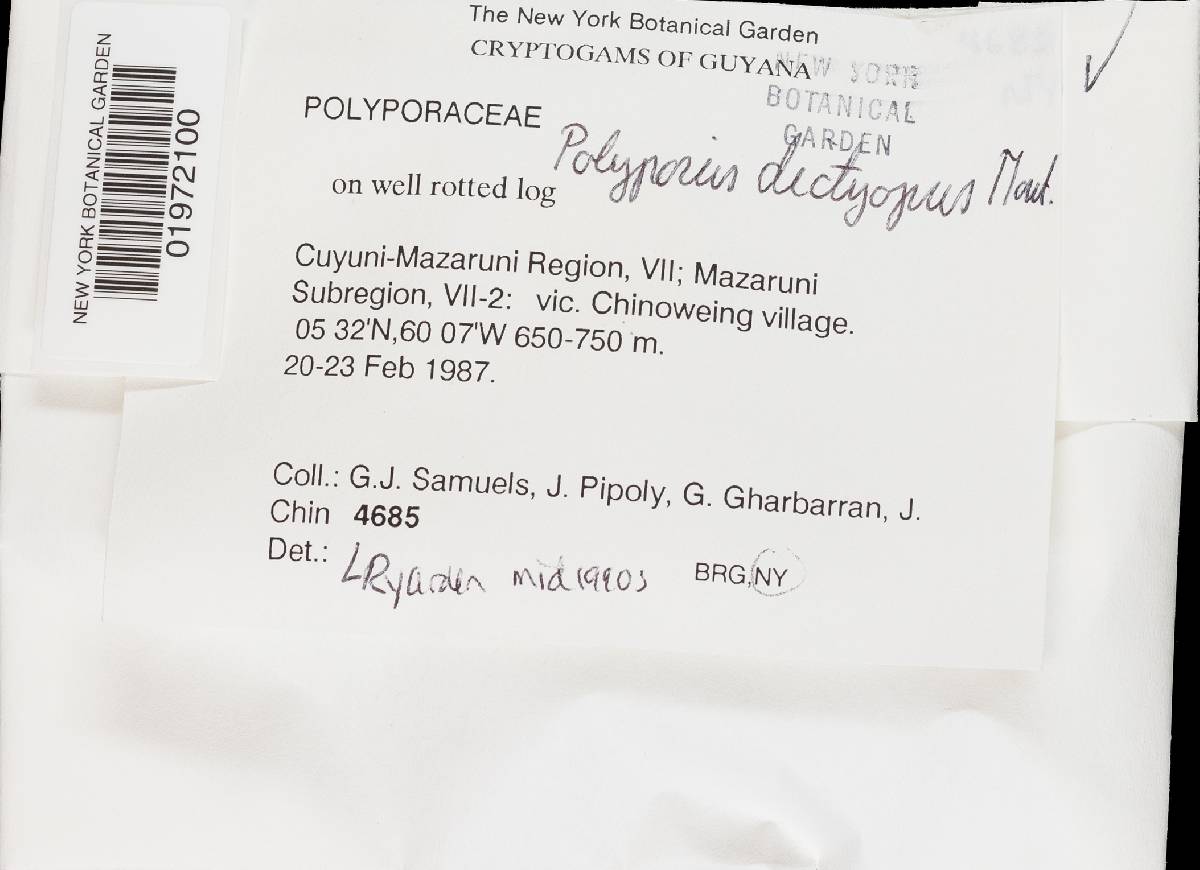 The New York Botanical Garden
CRYPTOGAMS OF GUYANA
NEW YORK
BOTANICAL
GARDEN
POLYPORACEAE
Polyporus dictyopus Mont.
on well rotted log
Cuyuni-Mazaruni Region, VII; Mazaruni
Subregion, VII-2: vic. Chinoweing village.
05 32'N,60 07'W 650-750 m.
20-23 Feb 1987.
Coll.: G.J. Samuels, J. Pipoly, G. Gharbarran, J.
Chin 4685
Det.: LRyvarden mid 1990s BRG,NY
NEW YORK BOTANICAL GARDEN
01972100